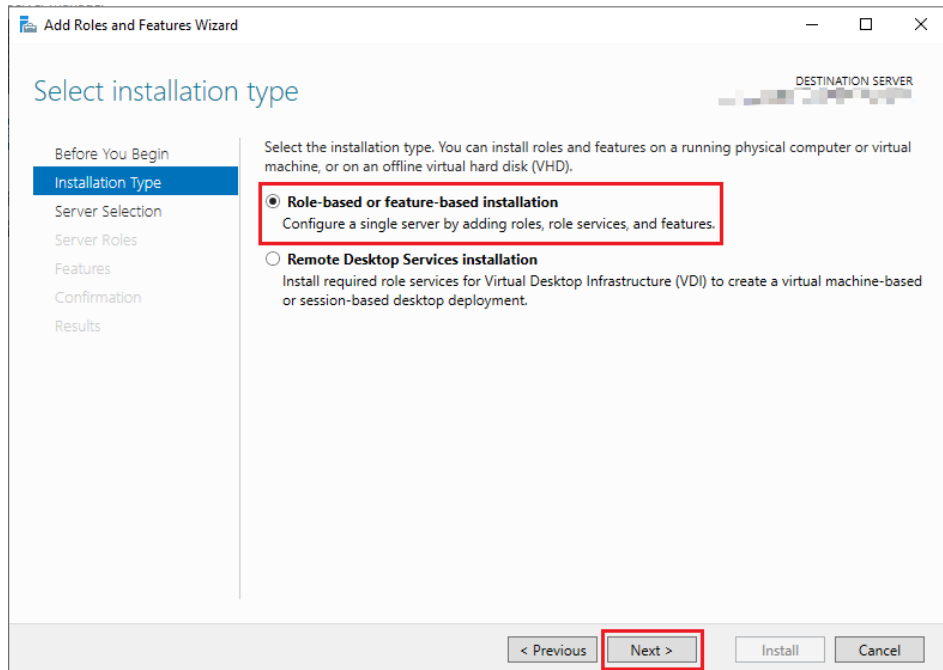 Add Roles and Features Wizard
Select installation type
DESTINATION SERVER
Before You Begin
Installation Type
Server Selection
Server Roles
Features
Confirmation
Results
Select the installation type. You can install roles and features on a running physical computer or virtual
machine, or on an offline virtual hard disk (VHD).
Role-based or feature-based installation
Configure a single server by adding roles, role services, and features.
Remote Desktop Services installation
Install required role services for Virtual Desktop Infrastructure (VDI) to create a virtual machine-based
or session-based desktop deployment.
< Previous
Next >
Install
Cancel